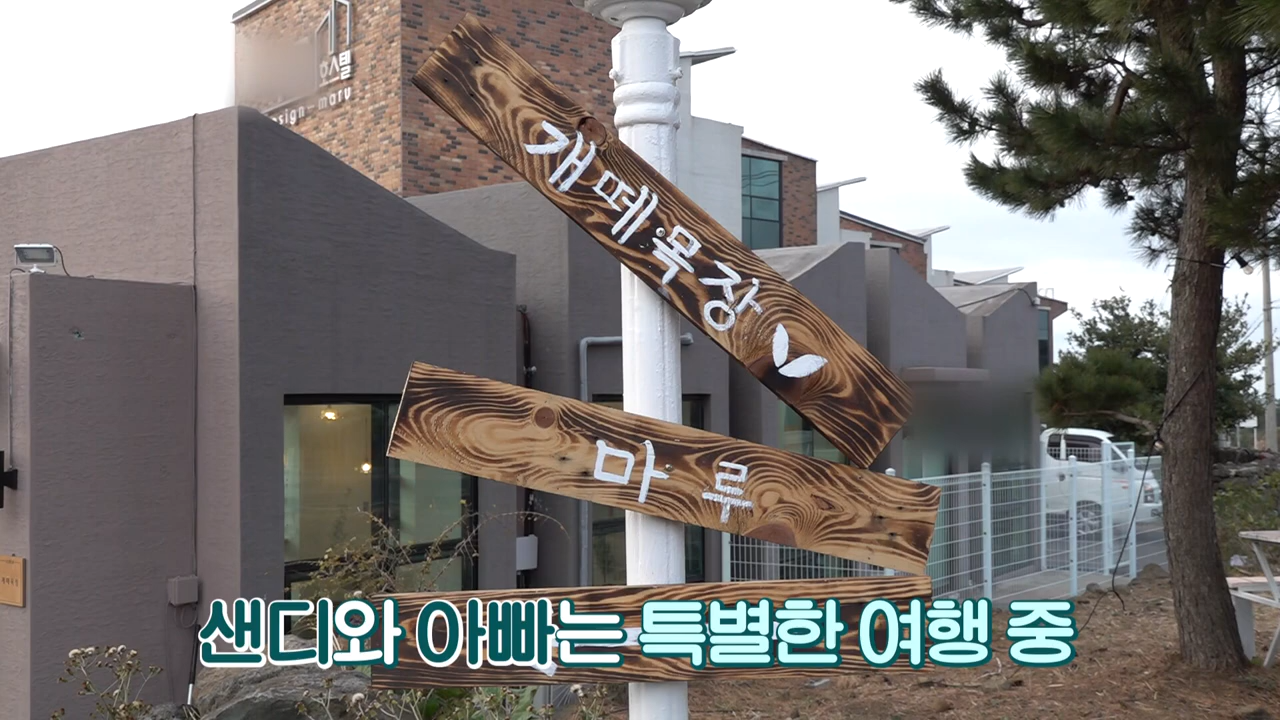 호스텔
design-maru
개떼목장
마루
샌디와 아빠는 특별한 여행 중